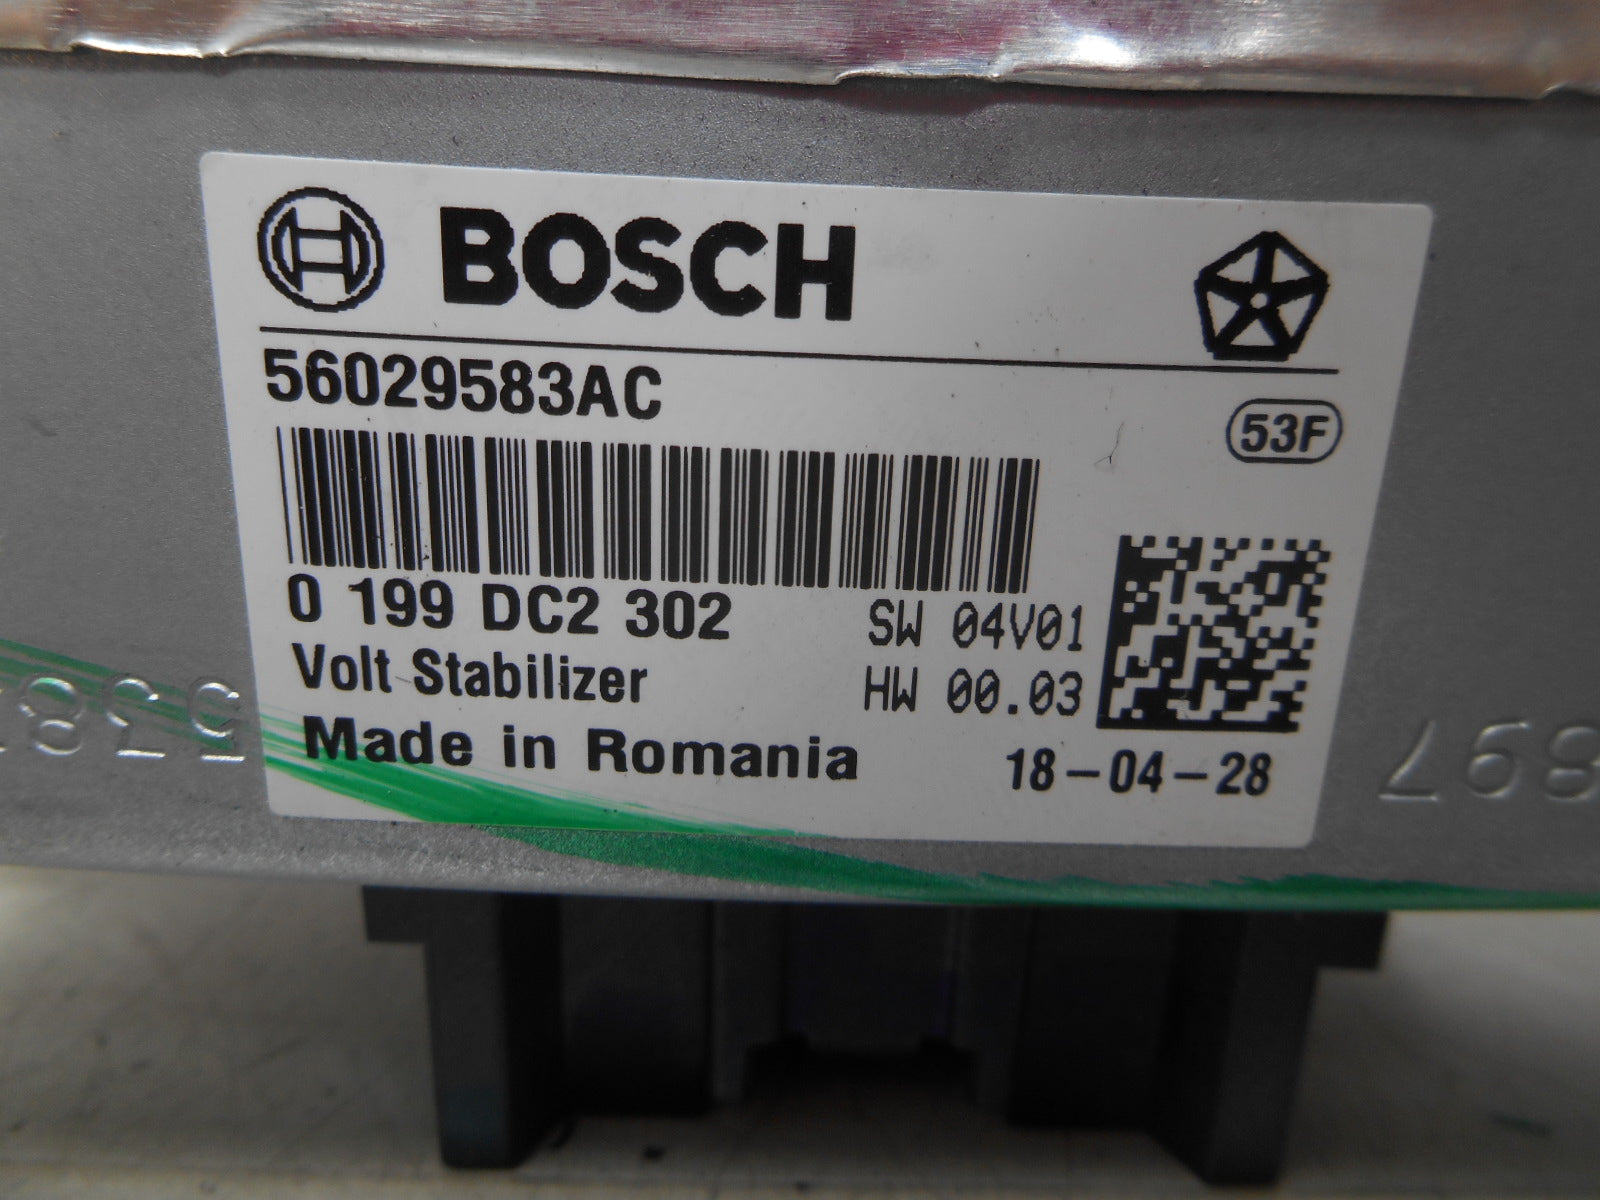 BOSCH
56029583AC
53F
0 199 DC2 302
SW 04V01
Volt Stabilizer
HW 00.03
Made in Romania
18-04-28